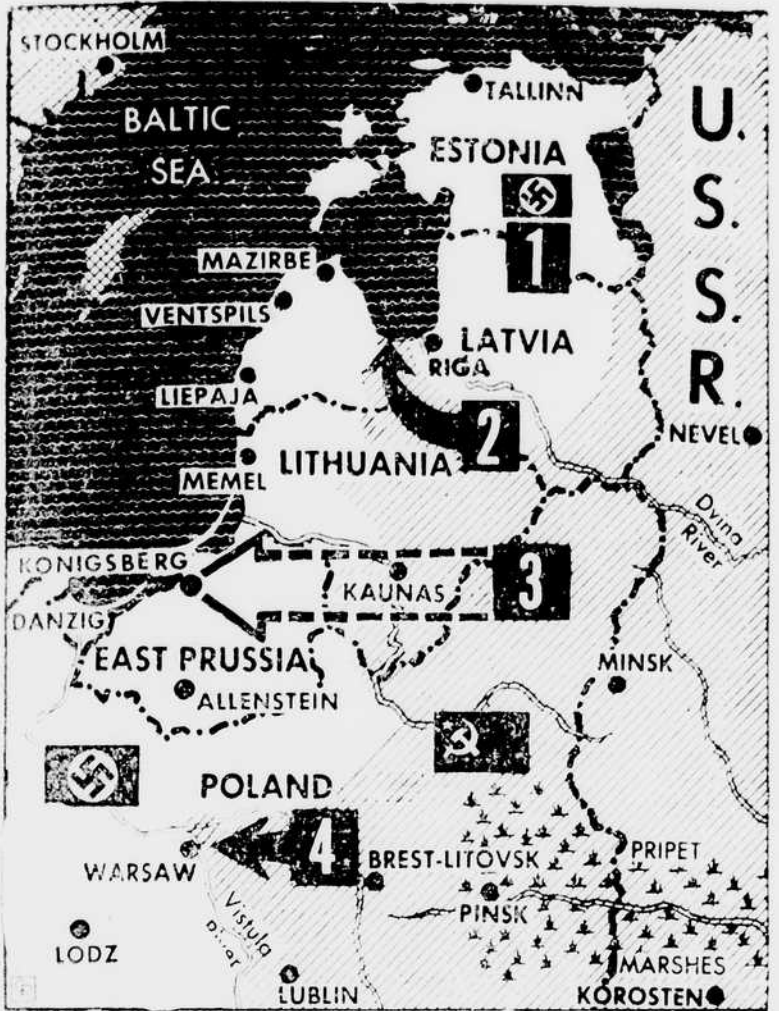 STOCKHOLM
BALTIC
SEA
TALLINN
ESTONIA
U.
S.
S.
R.
1
MAZIRBE
VENTSPILS
LATVIA
RIGA
LIEPAJA
2
NEVEL
LITHUANIA
MEMEL
Dvina
River
KONIGSBERG
3
KAUNAS
DANZIG
EAST PRUSSIA
MINSK
ALLENSTEIN
POLAND
4
WARSAW
BREST-LITOVSK
PRIPET
PINSK
Vistula
River
LODZ
MARSHES
LUBLIN
KOROSTEN